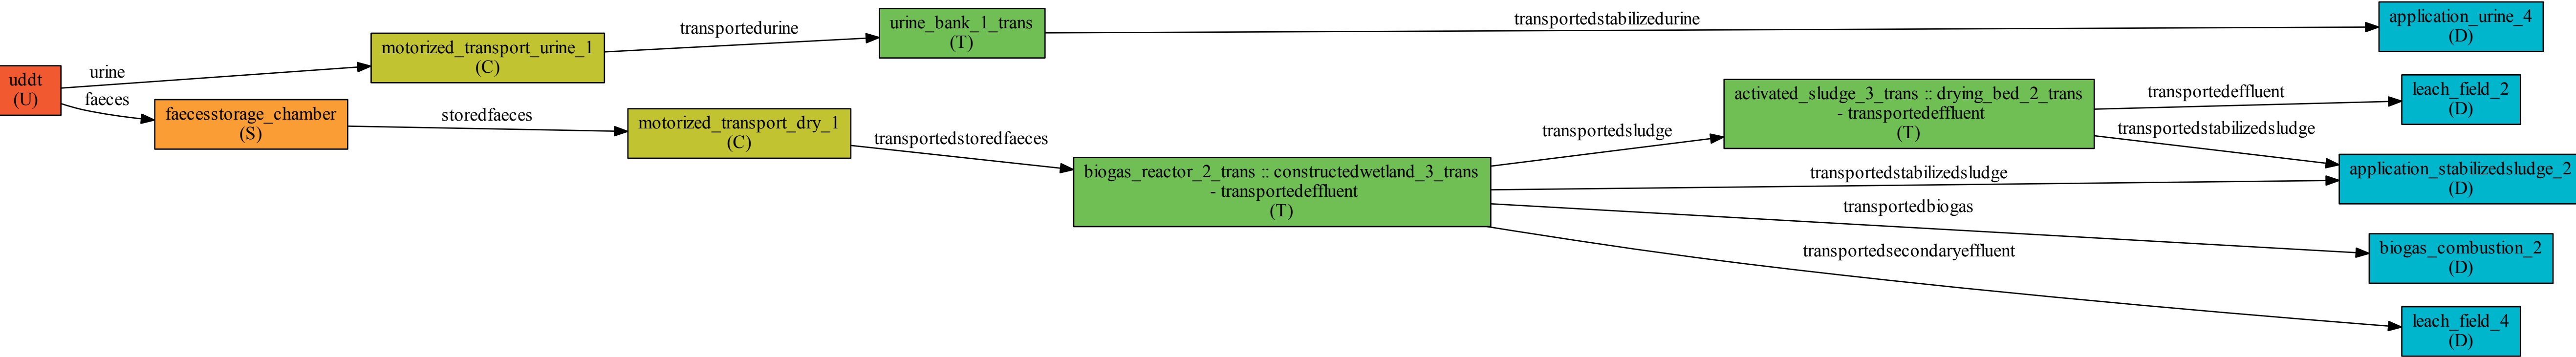 uddt
(U)
urine
faeces
motorized_transport_urine_1
(C)
faecesstorage_chamber
(S)
transportedurine
storedfaeces
urine_bank_1_trans
(T)
motorized_transport_dry_1
(C)
transportedstoredfaeces
transportedstabilizedurine
biogas_reactor_2_trans :: constructedwetland_3_trans
- transportedeffluent
(T)
transportedsludge
activated_sludge_3_trans :: drying_bed_2_trans
- transportedeffluent
(T)
transportedstabilizedsludge
transportedbiogas
transportedsecondaryeffluent
transportedeffluent
transportedstabilizedsludge
application_urine_4
(D)
leach_field_2
(D)
application_stabilizedsludge_2
(D)
biogas_combustion_2
(D)
leach_field_4
(D)